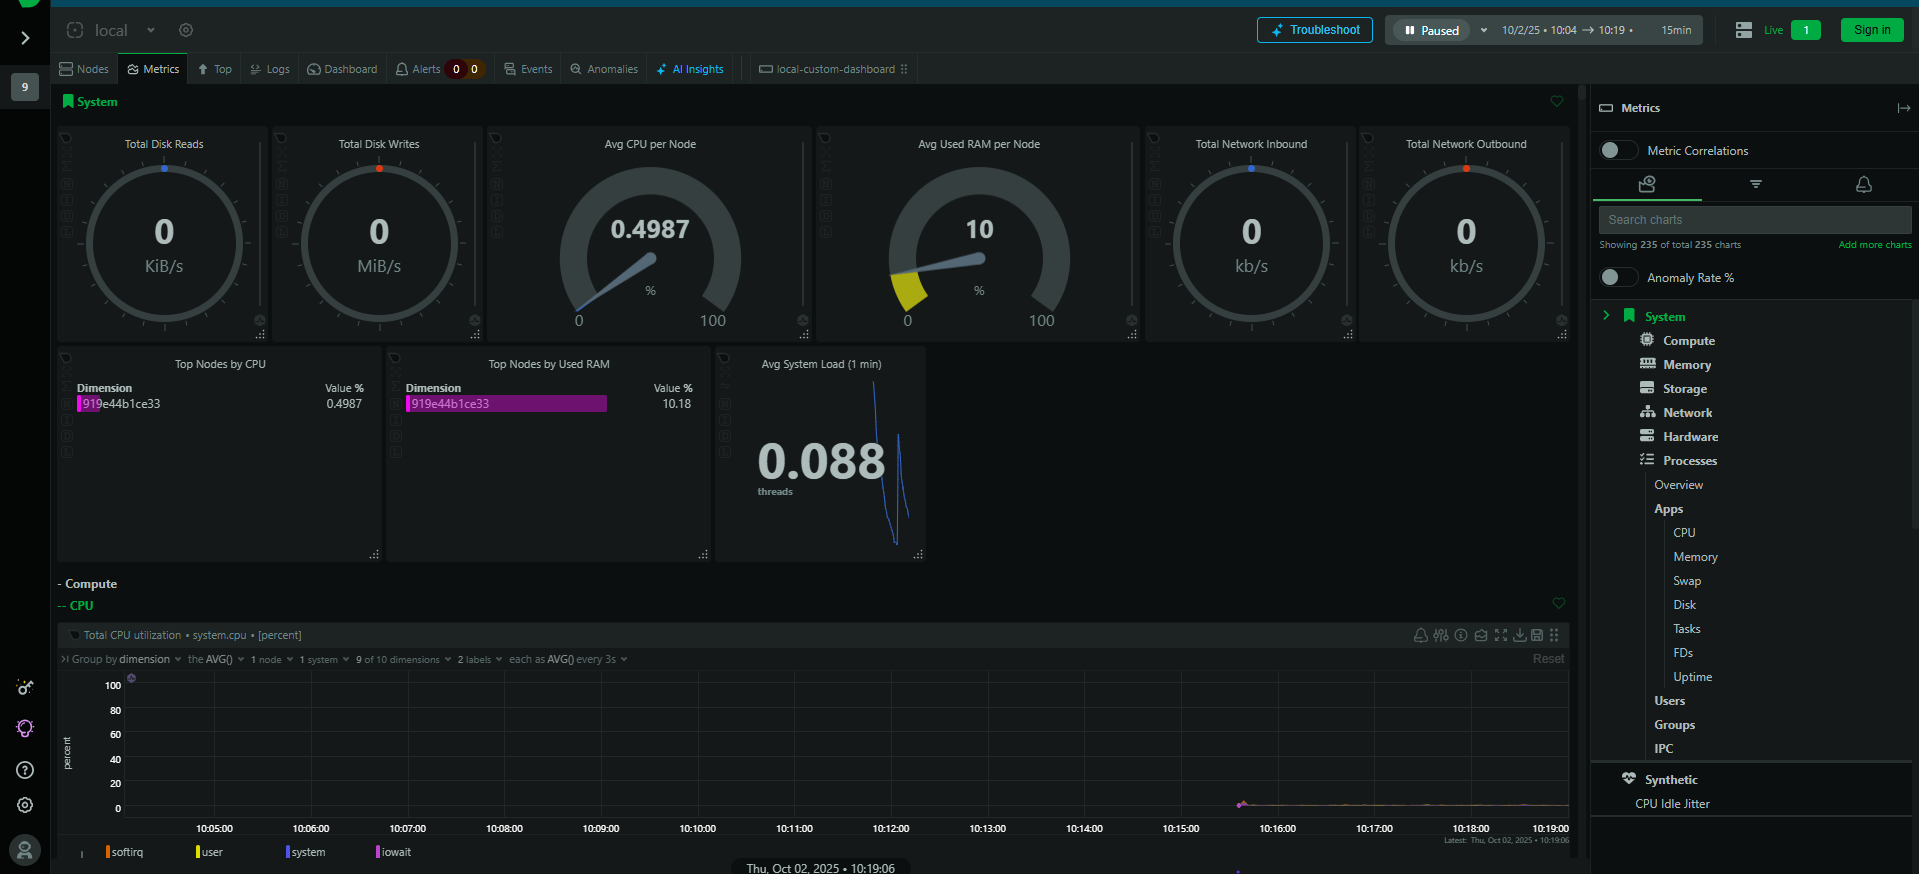 local
Troubleshoot
Paused
10/2/25 • 10:04 → 10:19 •
15min
Live
1
Sign in
9
Nodes
Metrics
Top
Logs
Dashboard
Alerts
0
0
Events
Anomalies
AI Insights
local-custom-dashboard
System
Total Disk Reads
0
KiB/s
Total Disk Writes
0
MiB/s
Avg CPU per Node
0.4987
%
0
100
Avg Used RAM per Node
10
%
0
100
Total Network Inbound
0
kb/s
Total Network Outbound
0
kb/s
Top Nodes by CPU
Dimension Value %
919e44b1ce33 0.4987
Top Nodes by Used RAM
Dimension Value %
919e44b1ce33 10.18
Avg System Load (1 min)
0.088
threads
- Compute
-- CPU
Total CPU utilization • system.cpu • [percent]
Group by dimension the AVG() 1 node 1 system 9 of 10 dimensions 2 labels each as AVG() every 3s
Reset
percent
100
80
60
40
20
0
10:05:00 10:06:00 10:07:00 10:08:00 10:09:00 10:10:00 10:11:00 10:12:00 10:13:00 10:14:00 10:15:00 10:16:00 10:17:00 10:18:00 10:19:00
Latest: Thu, Oct 02, 2025 • 10:19:06
softirq user system iowait
Thu, Oct 02, 2025 • 10:19:06
Metrics
Metric Correlations
Search charts
Showing 235 of total 235 charts
Add more charts
Anomaly Rate %
System
Compute
Memory
Storage
Network
Hardware
Processes
Overview
Apps
CPU
Memory
Swap
Disk
Tasks
FDs
Uptime
Users
Groups
IPC
Synthetic
CPU Idle Jitter